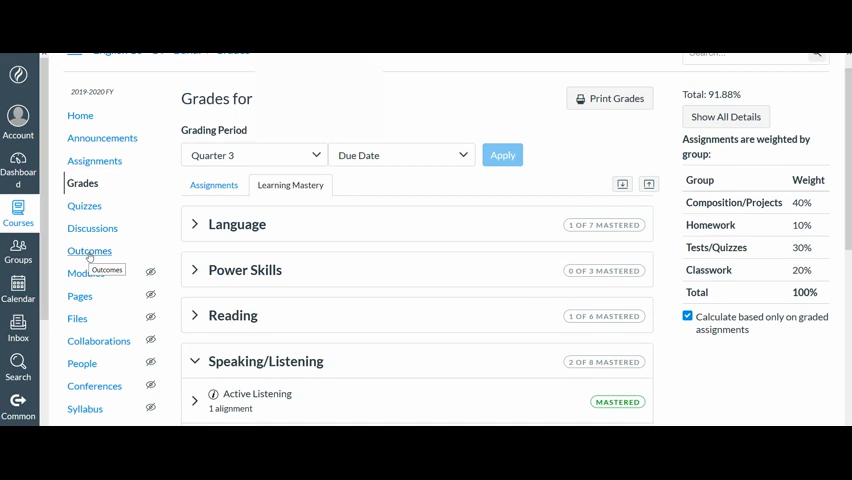 2019-2020 FY
Home
Announcements
Assignments
Grades
Quizzes
Discussions
Outcomes
Outcomes
Pages
Files
Collaborations
People
Conferences
Syllabus
Account
Dashboar
d
Courses
Groups
Calendar
Inbox
Search
Common
Grades for
Print Grades
Grading Period
Quarter 3
Due Date
Apply
Assignments
Learning Mastery
Language
1 OF 7 MASTERED
Power Skills
0 OF 3 MASTERED
Reading
1 OF 6 MASTERED
Speaking/Listening
2 OF 8 MASTERED
Active Listening
1 alignment
MASTERED
Total: 91.88%
Show All Details
Assignments are weighted by
group:
Group Weight
Composition/Projects 40%
Homework 10%
Tests/Quizzes 30%
Classwork 20%
Total 100%
Calculate based only on graded
assignments